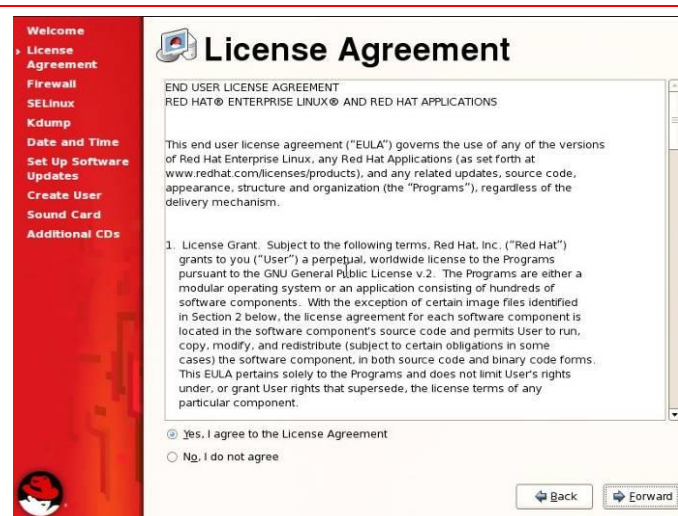 Welcome
License
Agreement
Firewall
SELinux
Kdump
Date and Time
Set Up Software
Updates
Create User
Sound Card
Additional CDs
License Agreement
END USER LICENSE AGREEMENT
RED HAT® ENTERPRISE LINUX® AND RED HAT APPLICATIONS
This end user license agreement ("EULA") governs the use of any of the versions
of Red Hat Enterprise Linux, any Red Hat Applications (as set forth at
www.redhat.com/licenses/products), and any related updates, source code,
appearance, structure and organization (the "Programs"), regardless of the
delivery mechanism.
1. License Grant. Subject to the following terms, Red Hat, Inc. ("Red Hat")
grants to you ("User") a perpetual, worldwide license to the Programs
pursuant to the GNU General Public License v.2. The Programs are either a
modular operating system or an application consisting of hundreds of
software components. With the exception of certain image files identified
in Section 2 below, the license agreement for each software component is
located in the software component's source code and permits User to run,
copy, modify, and redistribute (subject to certain obligations in some
cases) the software component, in both source code and binary code forms.
This EULA pertains solely to the Programs and does not limit User's rights
under, or grant User rights that supersede, the license terms of any
particular component.
Yes, I agree to the License Agreement
No, I do not agree
Back
Forward